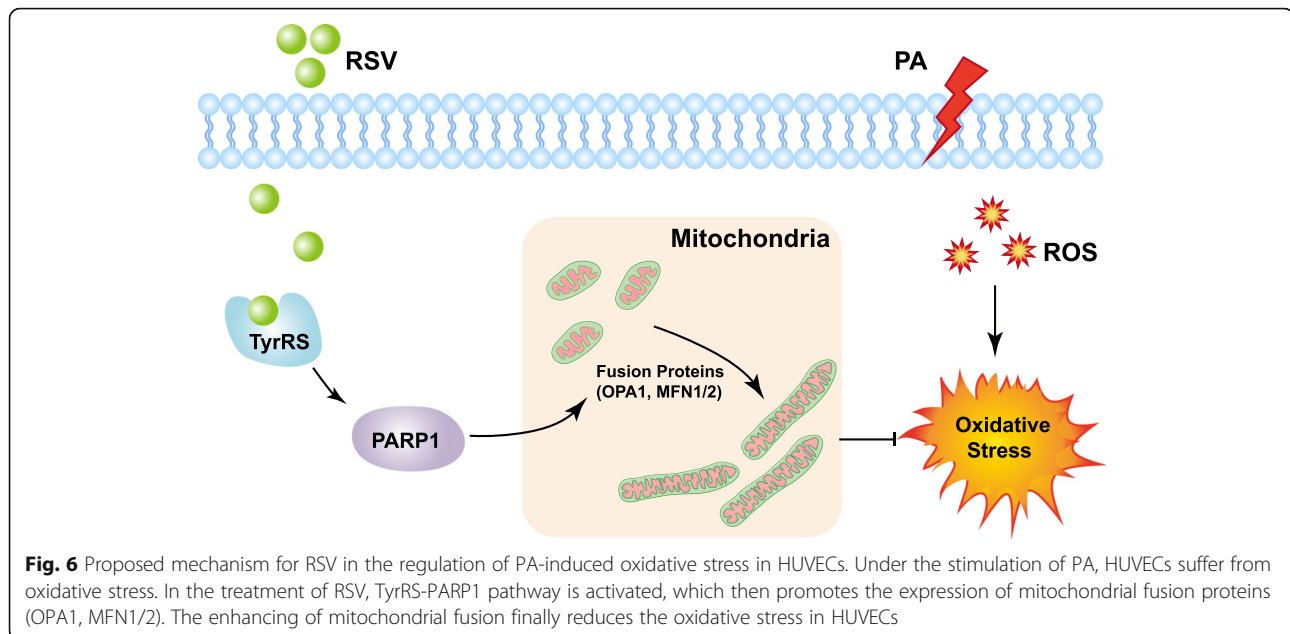 RSV
PA
Mitochondria
ROS
TyrRS
Fusion Proteins
(OPA1, MFN1/2)
PARP1
Oxidative
Stress
Fig. 6 Proposed mechanism for RSV in the regulation of PA-induced oxidative stress in HUVECs. Under the stimulation of PA, HUVECs suffer from
oxidative stress. In the treatment of RSV, TyrRS-PARP1 pathway is activated, which then promotes the expression of mitochondrial fusion proteins
(OPA1, MFN1/2). The enhancing of mitochondrial fusion finally reduces the oxidative stress in HUVECs